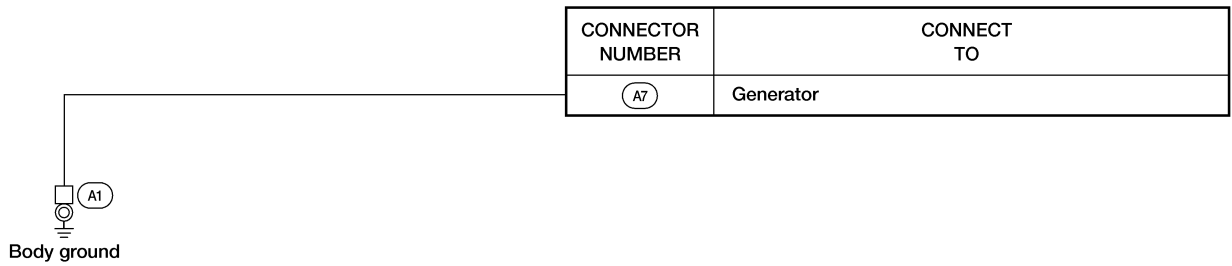 CONNECTOR
NUMBER
CONNECT
TO
A7
Generator
A1
Body ground